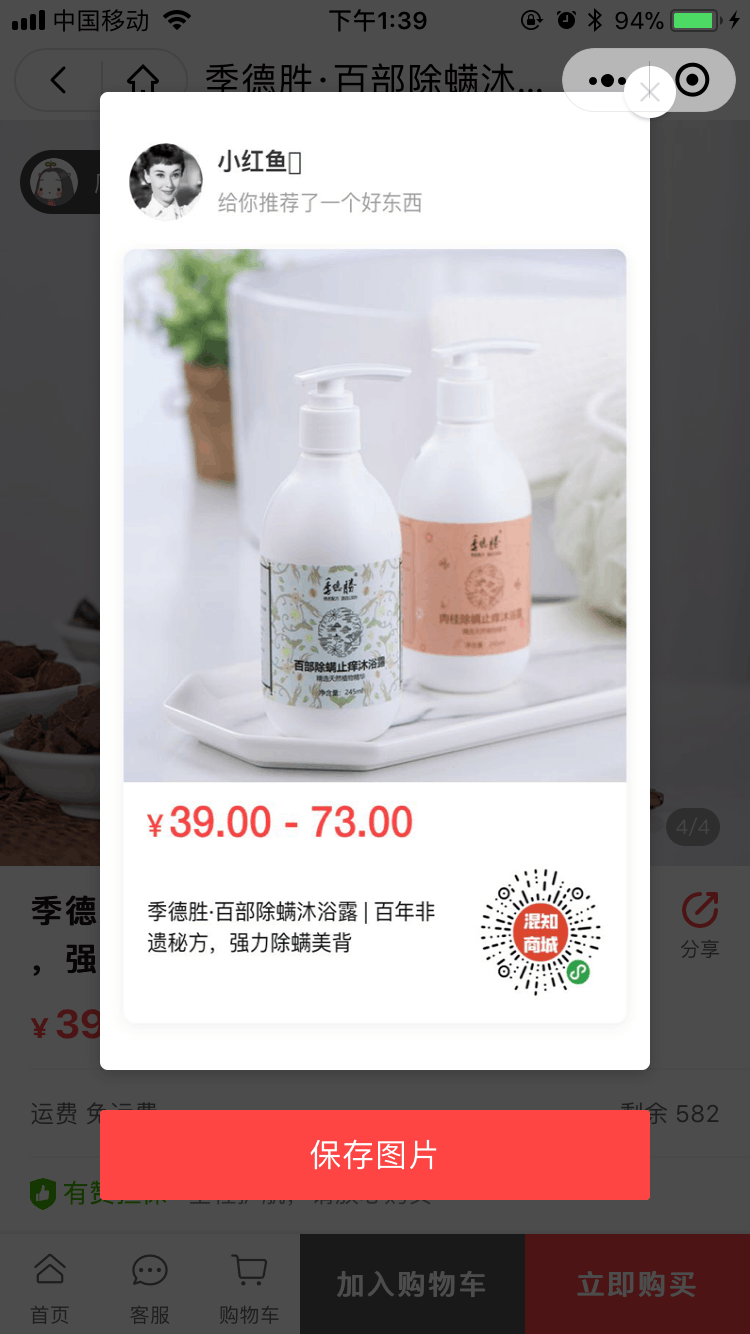 中国移动
下午1:39
94%
季德胜·百部除螨沐...
小红鱼
给你推荐了一个好东西
季德勝
百部除螨止痒沐浴露
精选天然植物精华
净含量: 245ml
季德勝
肉桂除螨止痒沐浴露
¥39.00 - 73.00
季德胜·百部除螨沐浴露 | 百年非
遗秘方，强力除螨美背
混知
商城
4/4
季德
，强
分享
¥39
运费 免运费
剩余 582
保存图片
有赞担保
首页
客服
购物车
加入购物车
立即购买